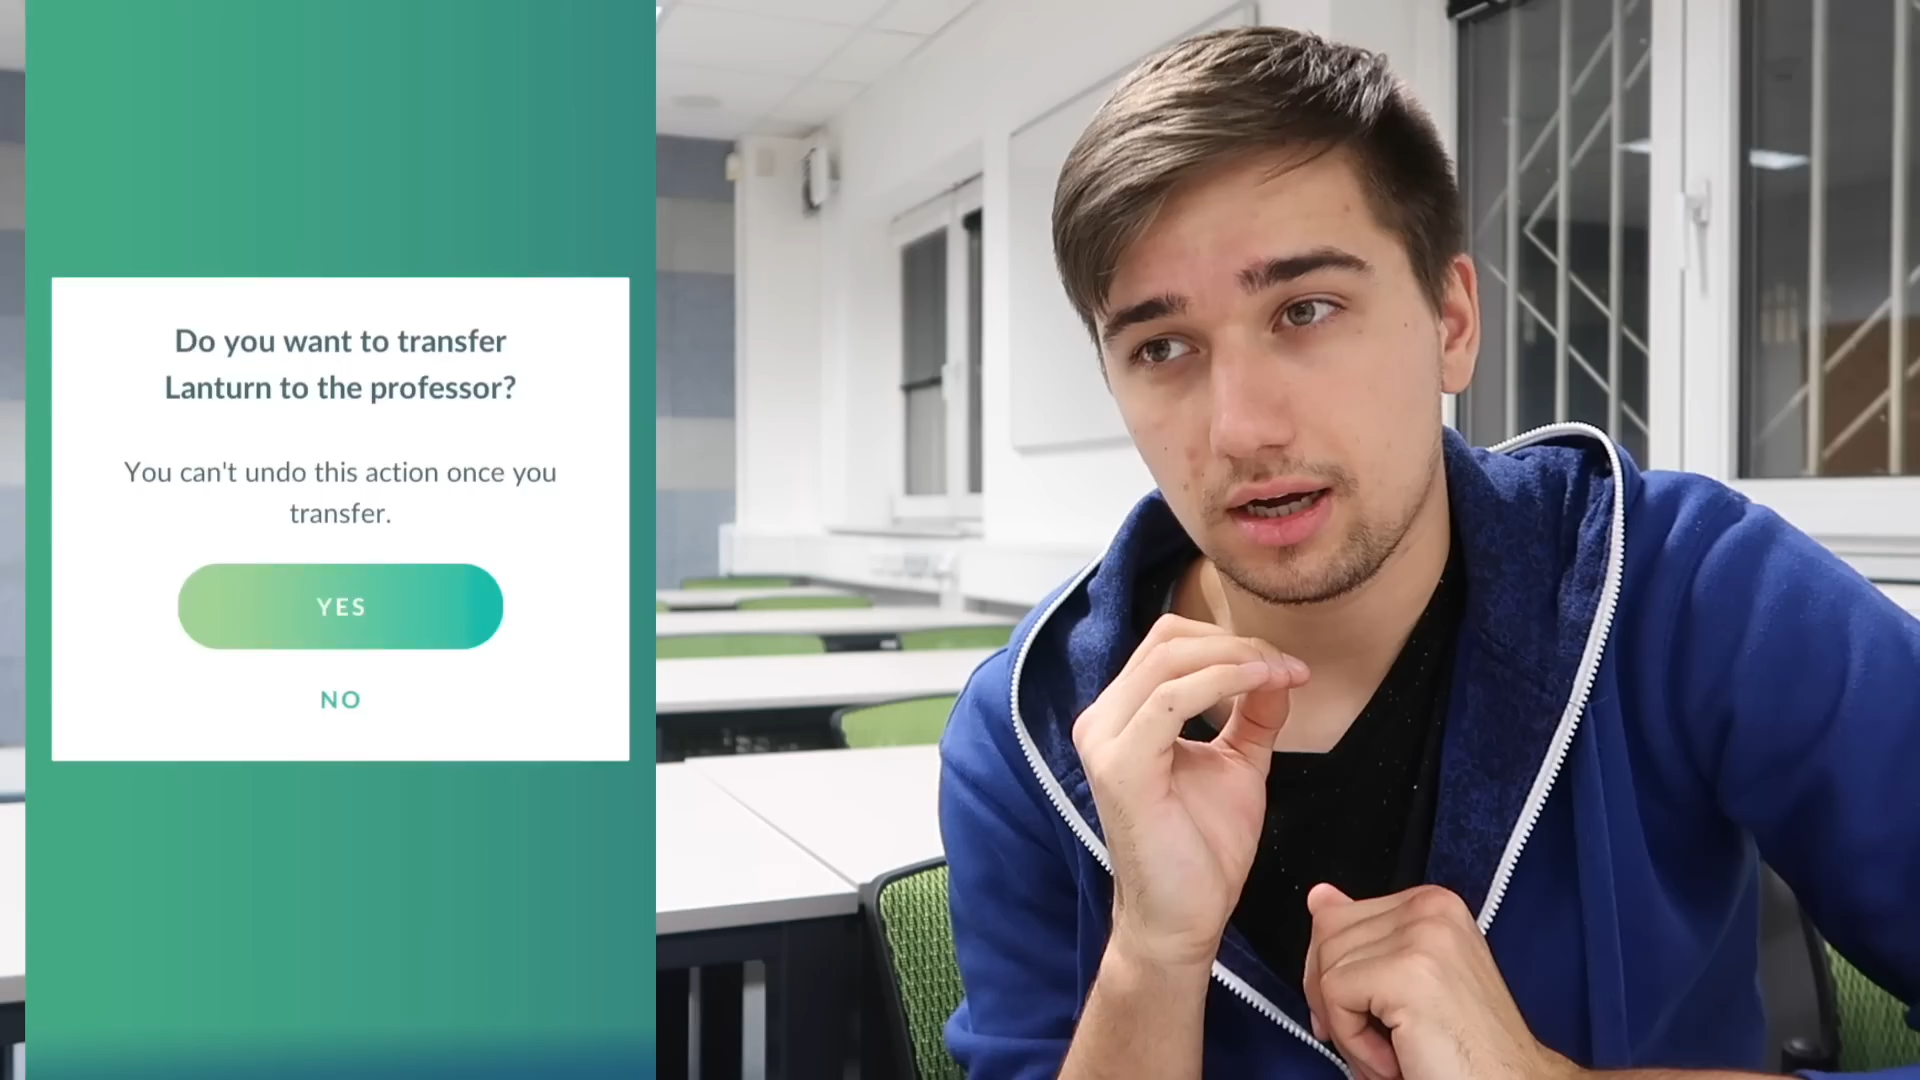 Do you want to transfer
Lanturn to the professor?
You can't undo this action once you
transfer.
YES
NO